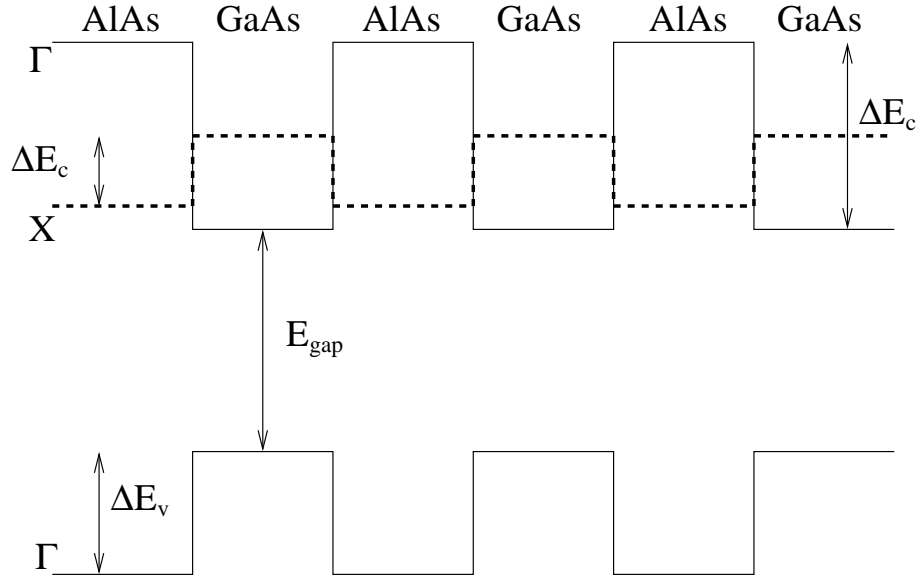 AlAs GaAs AlAs GaAs AlAs GaAs
Γ
ΔE_c
ΔE_c
X
E_gap
ΔE_v
Γ